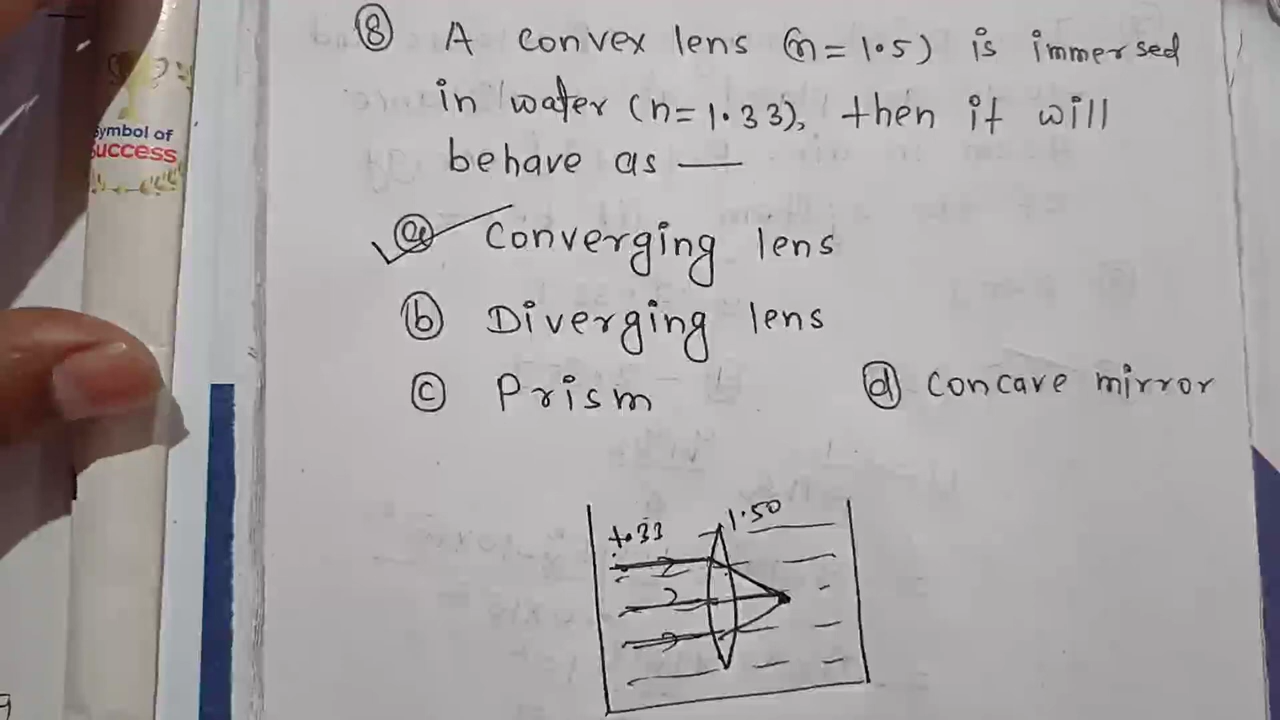 Symbol of
Success
⑧ A convex lens (n=1.5) is immersed
in water (n=1.33), then it will
behave as —
ⓐ Converging lens
ⓑ Diverging lens
ⓒ Prism
ⓓ concave mirror
1.33
1.50